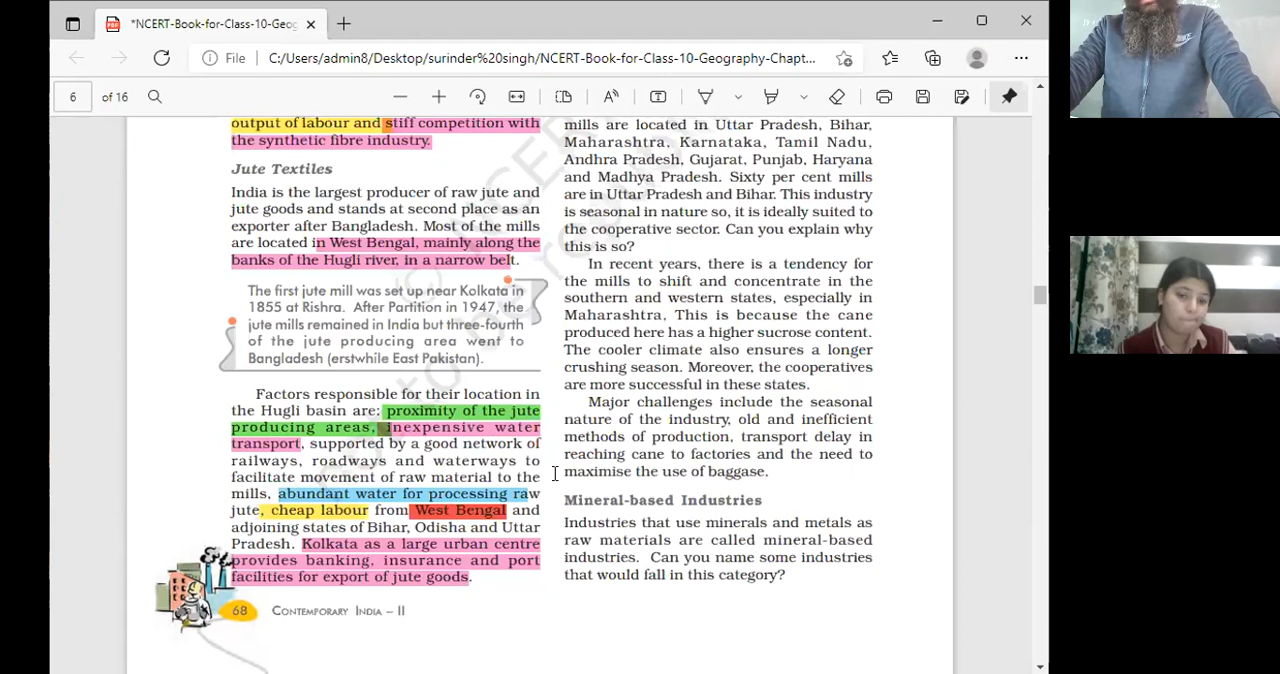 *NCERT-Book-for-Class-10-Geog
File
C:/Users/admin8/Desktop/surinder%20singh/NCERT-Book-for-Class-10-Geography-Chapt...
6 of 16
output of labour and stiff competition with
the synthetic fibre industry.
Jute Textiles
India is the largest producer of raw jute and
jute goods and stands at second place as an
exporter after Bangladesh. Most of the mills
are located in West Bengal, mainly along the
banks of the Hugli river, in a narrow belt.
The first jute mill was set up near Kolkata in
1855 at Rishra. After Partition in 1947, the
jute mills remained in India but three-fourth
of the jute producing area went to
Bangladesh (erstwhile East Pakistan).
Factors responsible for their location in
the Hugli basin are: proximity of the jute
producing areas, inexpensive water
transport, supported by a good network of
railways, roadways and waterways to
facilitate movement of raw material to the
mills, abundant water for processing raw
jute, cheap labour from West Bengal and
adjoining states of Bihar, Odisha and Uttar
Pradesh. Kolkata as a large urban centre
provides banking, insurance and port
facilities for export of jute goods.
68 Contemporary India – II
mills are located in Uttar Pradesh, Bihar,
Maharashtra, Karnataka, Tamil Nadu,
Andhra Pradesh, Gujarat, Punjab, Haryana
and Madhya Pradesh. Sixty per cent mills
are in Uttar Pradesh and Bihar. This industry
is seasonal in nature so, it is ideally suited to
the cooperative sector. Can you explain why
this is so?
In recent years, there is a tendency for
the mills to shift and concentrate in the
southern and western states, especially in
Maharashtra, This is because the cane
produced here has a higher sucrose content.
The cooler climate also ensures a longer
crushing season. Moreover, the cooperatives
are more successful in these states.
Major challenges include the seasonal
nature of the industry, old and inefficient
methods of production, transport delay in
reaching cane to factories and the need to
maximise the use of baggase.
Mineral-based Industries
Industries that use minerals and metals as
raw materials are called mineral-based
industries. Can you name some industries
that would fall in this category?